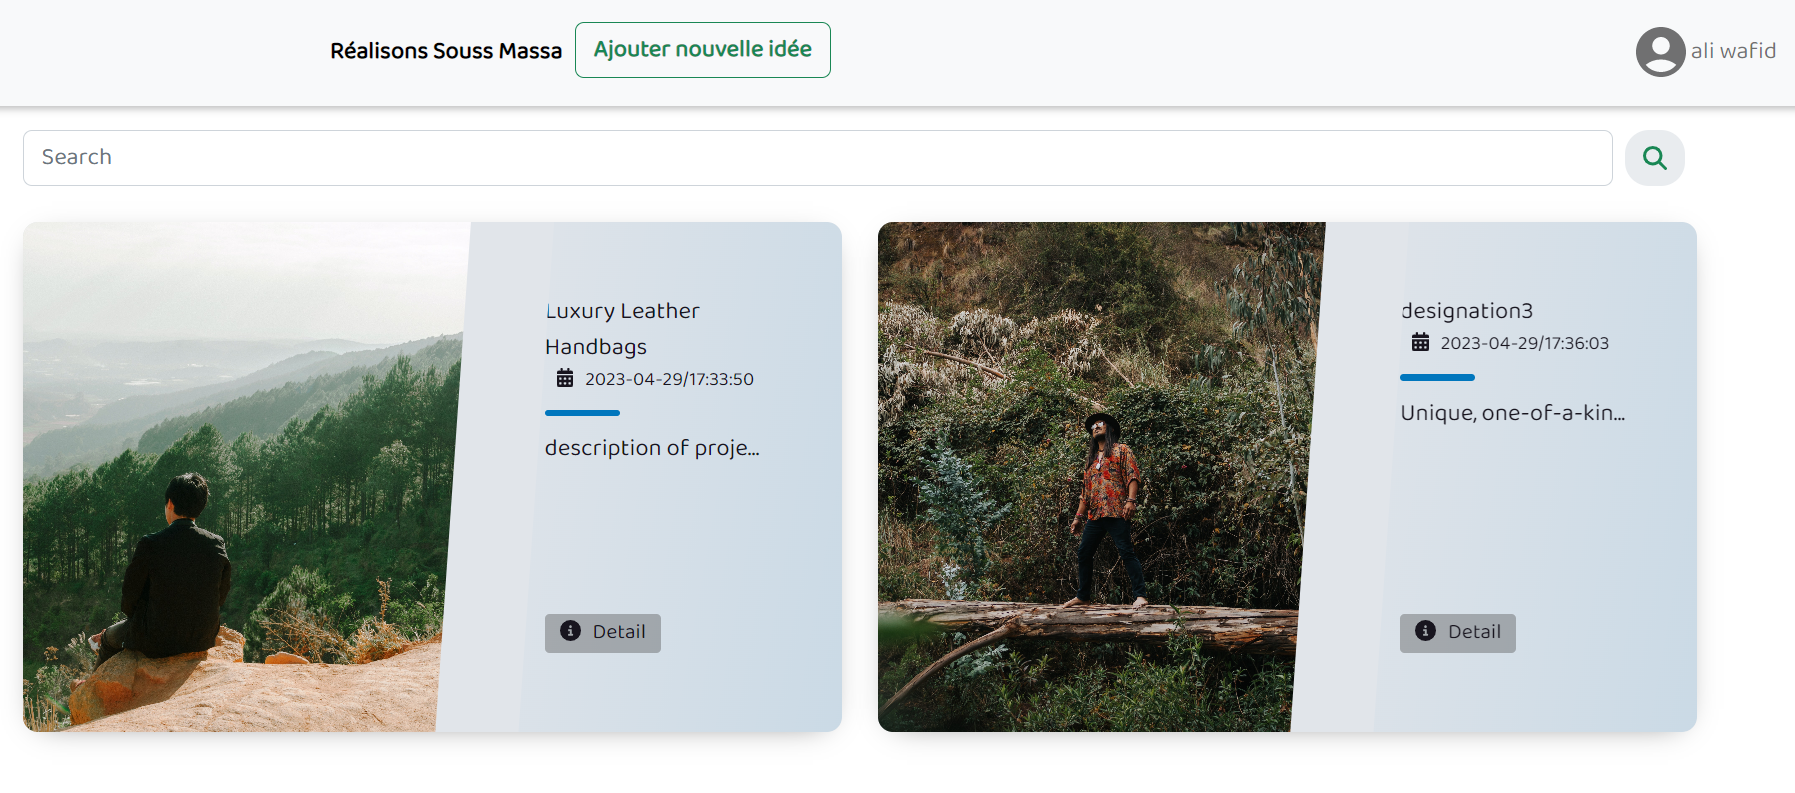 Réalisons Souss Massa
Ajouter nouvelle idée
ali wafid
Search
Luxury Leather
Handbags
2023-04-29/17:33:50
description of proje...
Detail
designation3
2023-04-29/17:36:03
Unique, one-of-a-kin...
Detail